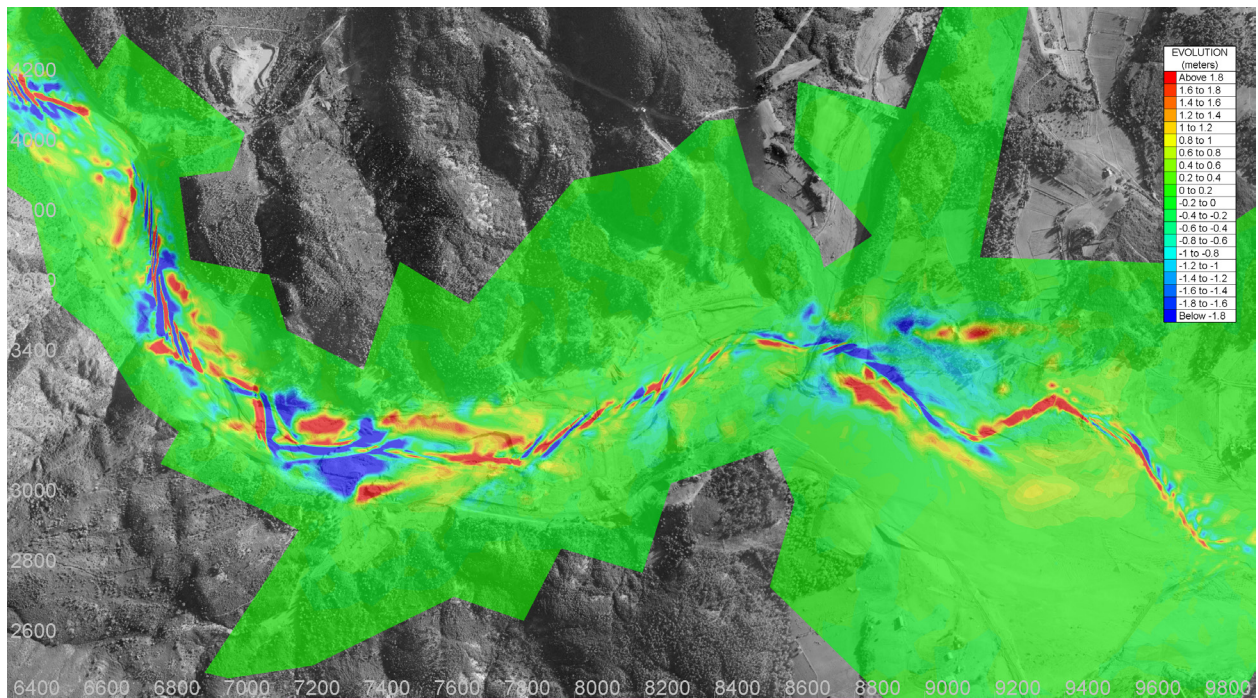 EVOLUTION
(meters)
Above 1.8
1.6 to 1.8
1.4 to 1.6
1.2 to 1.4
1 to 1.2
0.8 to 1
0.6 to 0.8
0.4 to 0.6
0.2 to 0.4
0 to 0.2
-0.2 to 0
-0.4 to -0.2
-0.6 to -0.4
-0.8 to -0.6
-1 to -0.8
-1.2 to -1
-1.4 to -1.2
-1.6 to -1.4
-1.8 to -1.6
Below -1.8
4200
4000
3400
3200
3000
2800
2600
6400 6600 6800 7000 7200 7400 7600 7800 8000 8200 8400 8600 8800 9000 9200 9400 9600 9800